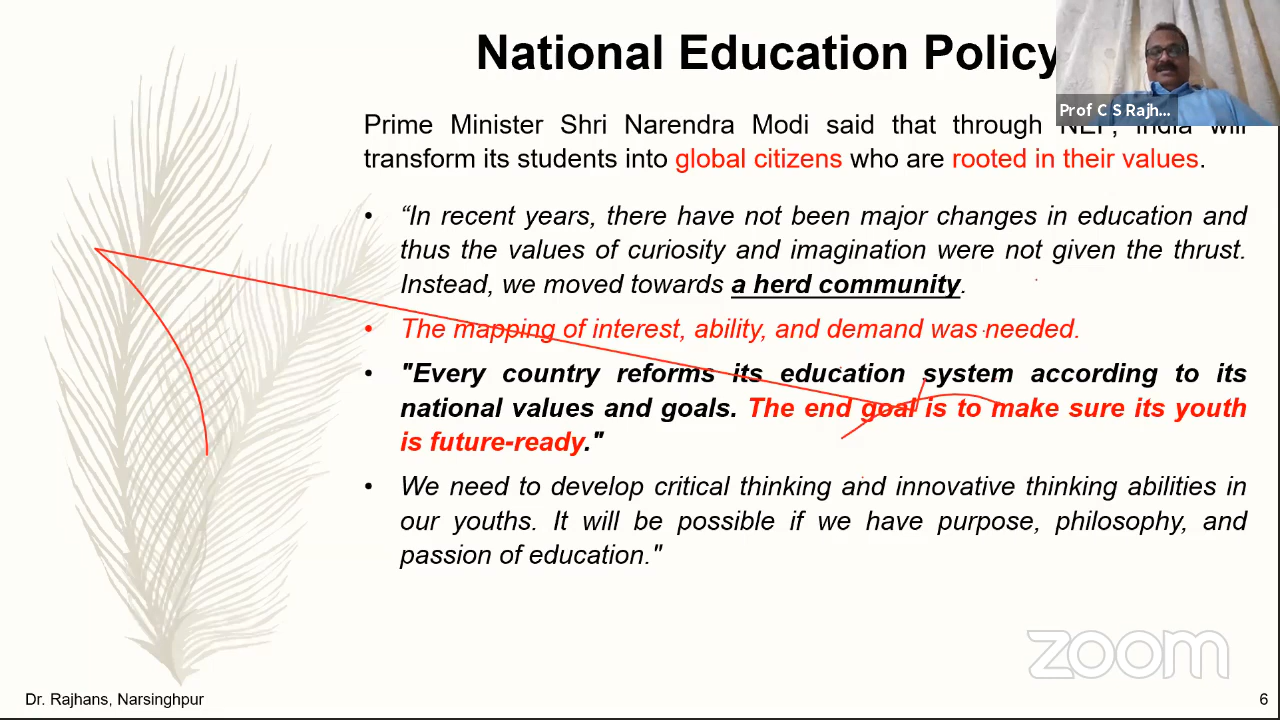 National Education Policy
Prof C S Rajh...
Prime Minister Shri Narendra Modi said that through NEP, India will
transform its students into global citizens who are rooted in their values.
• “In recent years, there have not been major changes in education and
thus the values of curiosity and imagination were not given the thrust.
Instead, we moved towards a herd community.
• The mapping of interest, ability, and demand was needed.
• "Every country reforms its education system according to its
national values and goals. The end goal is to make sure its youth
is future-ready."
• We need to develop critical thinking and innovative thinking abilities in
our youths. It will be possible if we have purpose, philosophy, and
passion of education."
zoom
Dr. Rajhans, Narsinghpur
6